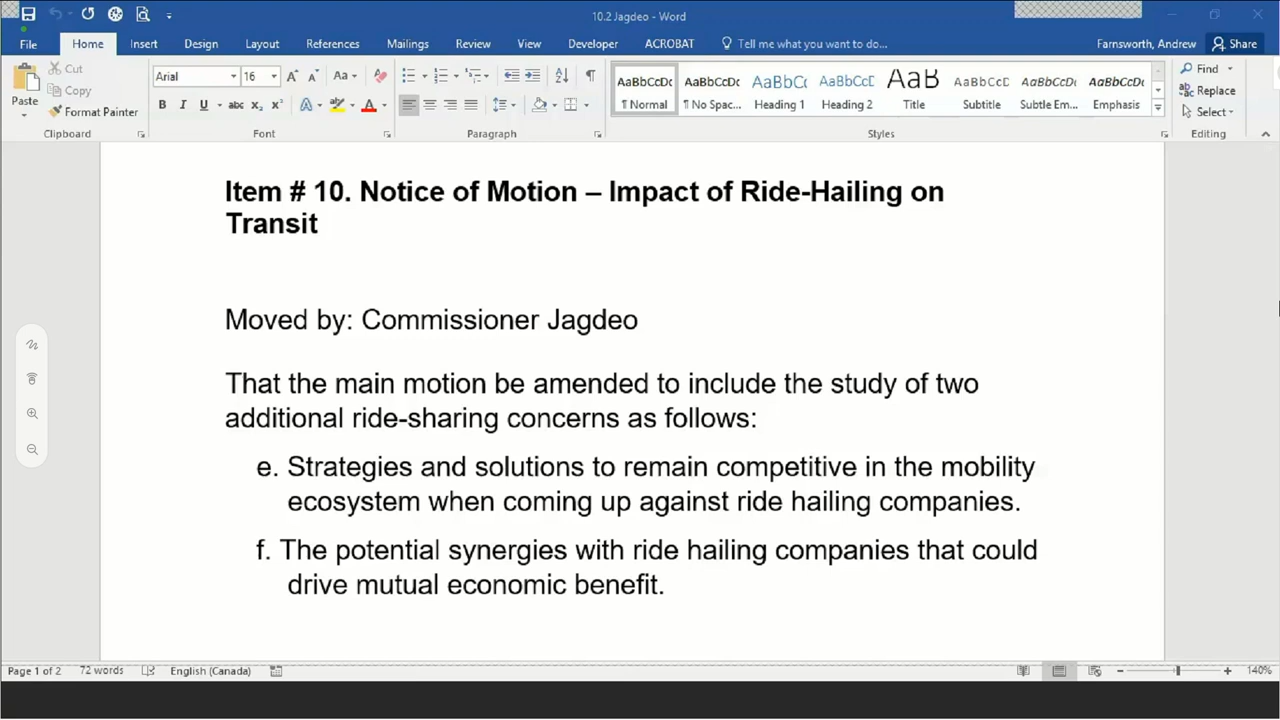 10.2 Jagdeo - Word
File Home Insert Design Layout References Mailings Review View Developer ACROBAT Tell me what you want to do... Farnsworth, Andrew Share
Paste
Cut
Copy
Format Painter
Clipboard
Arial 16
Font
Paragraph
AaBbCcDc AaBbCcDc AaBbC( AaBbCcC AaB AaBbCcD AaBbCcDc AaBbCcDc
¶ Normal ¶ No Spac... Heading 1 Heading 2 Title Subtitle Subtle Em... Emphasis
Styles
Find
Replace
Select
Editing
Item # 10. Notice of Motion – Impact of Ride-Hailing on
Transit
Moved by: Commissioner Jagdeo
That the main motion be amended to include the study of two
additional ride-sharing concerns as follows:
e. Strategies and solutions to remain competitive in the mobility
ecosystem when coming up against ride hailing companies.
f. The potential synergies with ride hailing companies that could
drive mutual economic benefit.
Page 1 of 2 72 words English (Canada) 140%